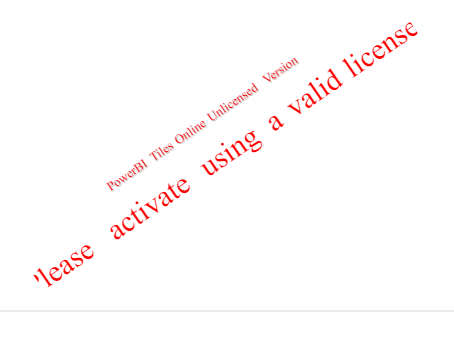 PowerBI Tiles Online Unlicensed Version
'lease activate using a valid license